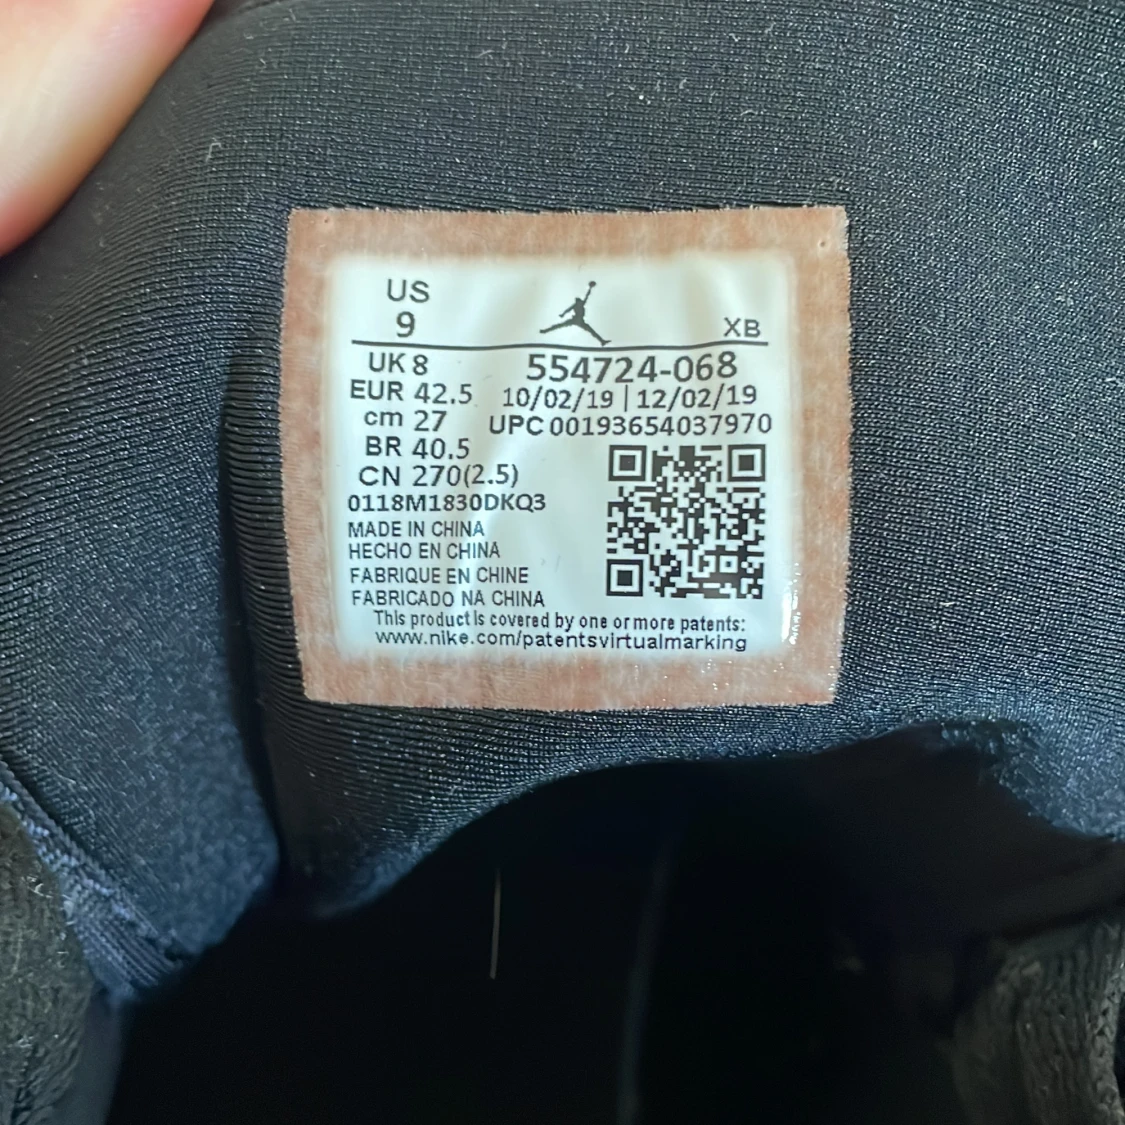 US
9
XB
UK 8
554724-068
EUR 42.5
10/02/19 | 12/02/19
cm 27
UPC 00193654037970
BR 40.5
CN 270(2.5)
0118M1830DKQ3
MADE IN CHINA
HECHO EN CHINA
FABRIQUE EN CHINE
FABRICADO NA CHINA
This product is covered by one or more patents:
www.nike.com/patentsvirtualmarking